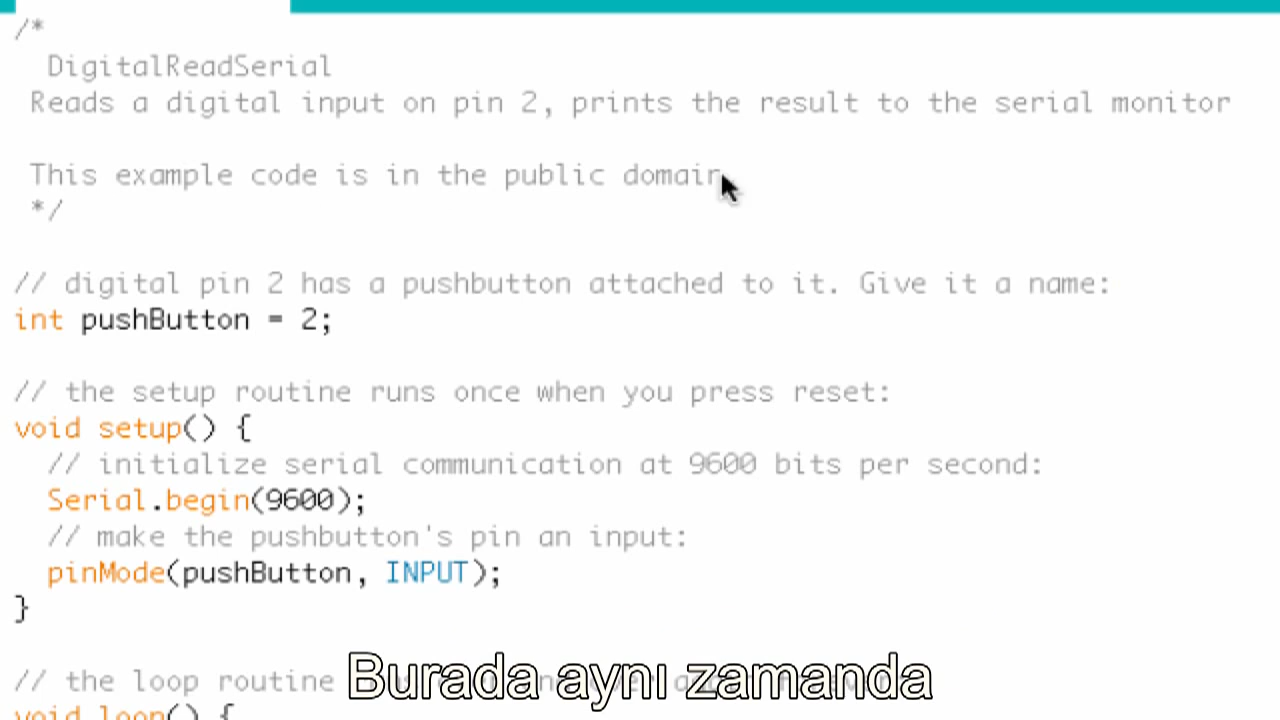 /*
DigitalReadSerial
Reads a digital input on pin 2, prints the result to the serial monitor
This example code is in the public domain
*/
// digital pin 2 has a pushbutton attached to it. Give it a name:
int pushButton = 2;
// the setup routine runs once when you press reset:
void setup() {
// initialize serial communication at 9600 bits per second:
Serial.begin(9600);
// make the pushbutton's pin an input:
pinMode(pushButton, INPUT);
}
// the loop routine
Burada aynı zamanda
void loop() {